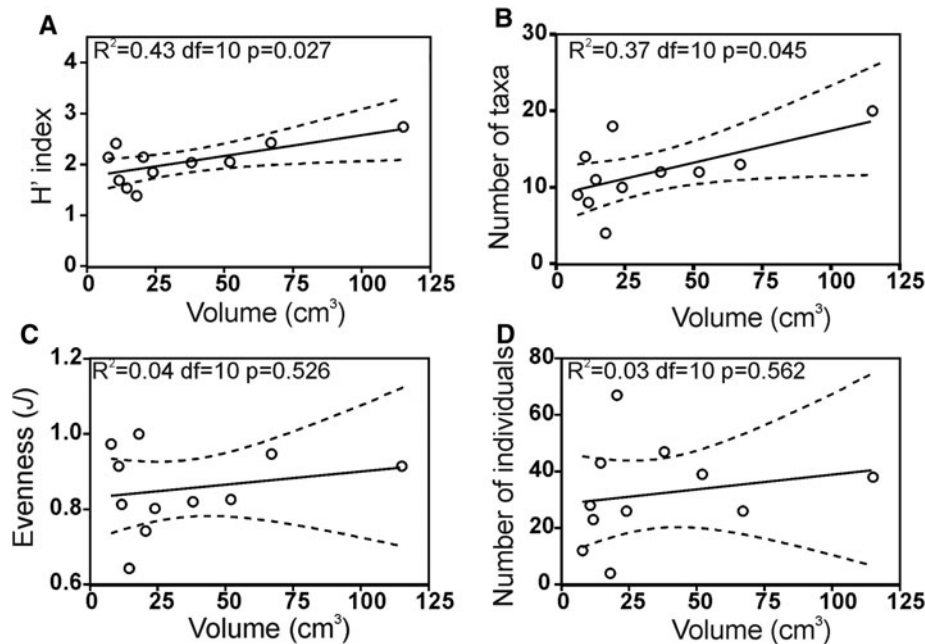 A
R²=0.43 df=10 p=0.027
4
3
2
1
0
H' index
0 25 50 75 100 125
Volume (cm³)
B
R²=0.37 df=10 p=0.045
30
20
10
0
Number of taxa
0 25 50 75 100 125
Volume (cm³)
C
R²=0.04 df=10 p=0.526
1.2
1.0
0.8
0.6
Evenness (J)
0 25 50 75 100 125
Volume (cm³)
D
R²=0.03 df=10 p=0.562
80
60
40
20
0
Number of individuals
0 25 50 75 100 125
Volume (cm³)